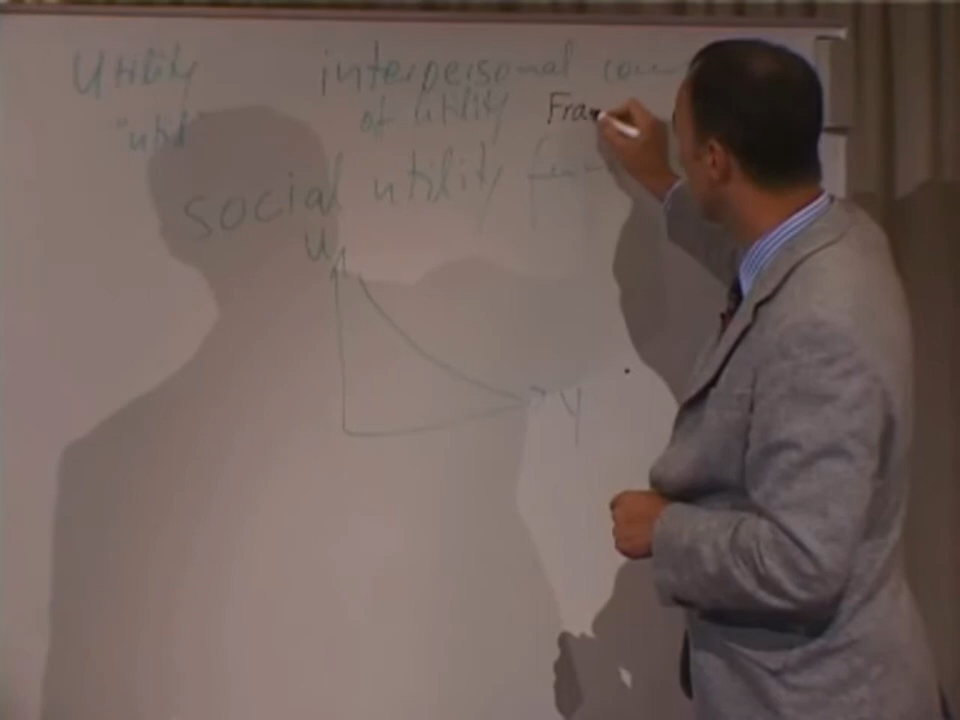 Utility
"util"
interpersonal
of utility Fra
social utility
U
Y